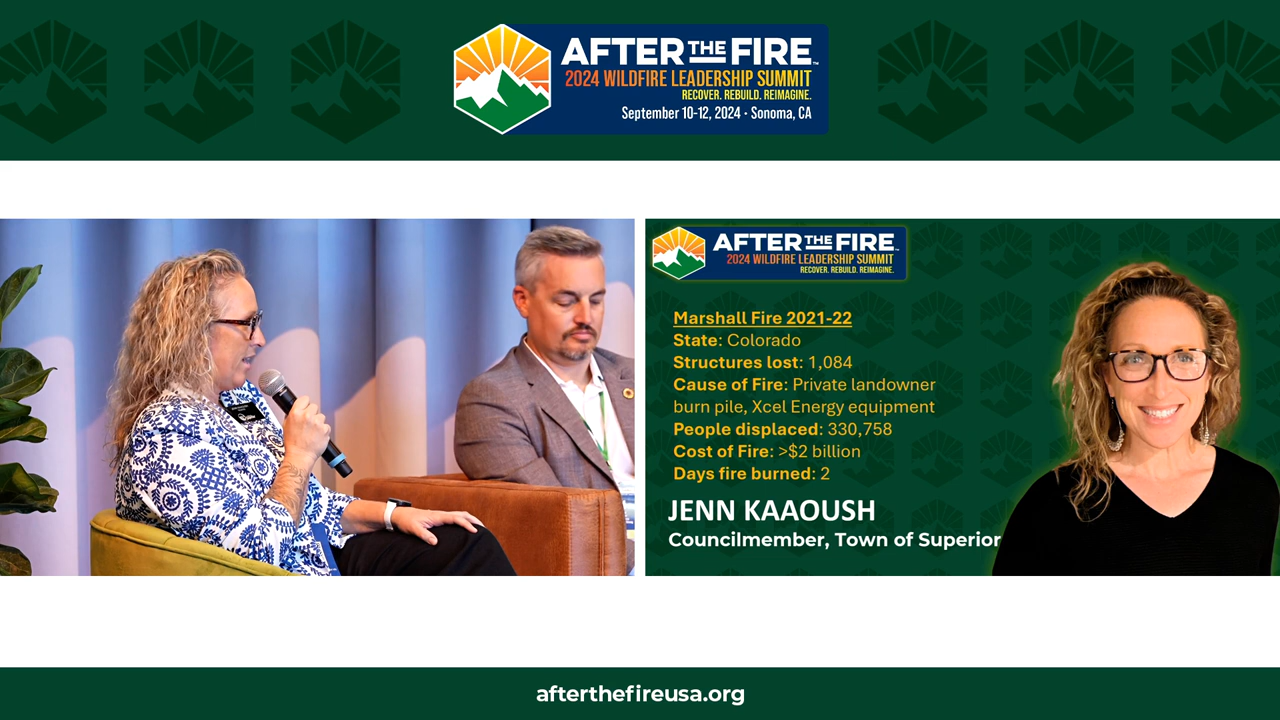 AFTER THE FIRE™
2024 WILDFIRE LEADERSHIP SUMMIT
RECOVER. REBUILD. REIMAGINE.
September 10-12, 2024 · Sonoma, CA
AFTER THE FIRE™
2024 WILDFIRE LEADERSHIP SUMMIT
RECOVER. REBUILD. REIMAGINE.
Marshall Fire 2021-22
State: Colorado
Structures lost: 1,084
Cause of Fire: Private landowner
burn pile, Xcel Energy equipment
People displaced: 330,758
Cost of Fire: >$2 billion
Days fire burned: 2
JENN KAAOUSH
Councilmember, Town of Superior
afterthefireusa.org